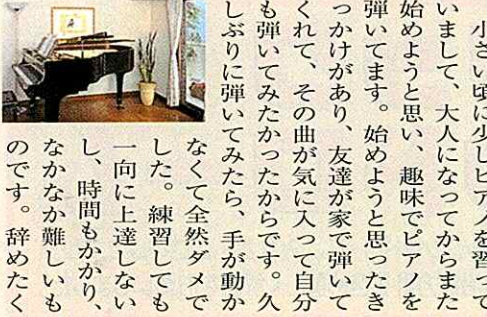 小さい頃に少しピアノを習って
いまして、大人になってからまた
始めようと思い、趣味でピアノを
弾いてます。始めようと思ったき
っかけがあり、友達が家で弾いて
くれて、その曲が気に入って自分
も弾いてみたかったからです。久
しぶりに弾いてみたら、手が動か
なくて全然ダメで
した。練習しても
一向に上達しない
し、時間もかかり、
なかなか難しいも
のです。辞めたく